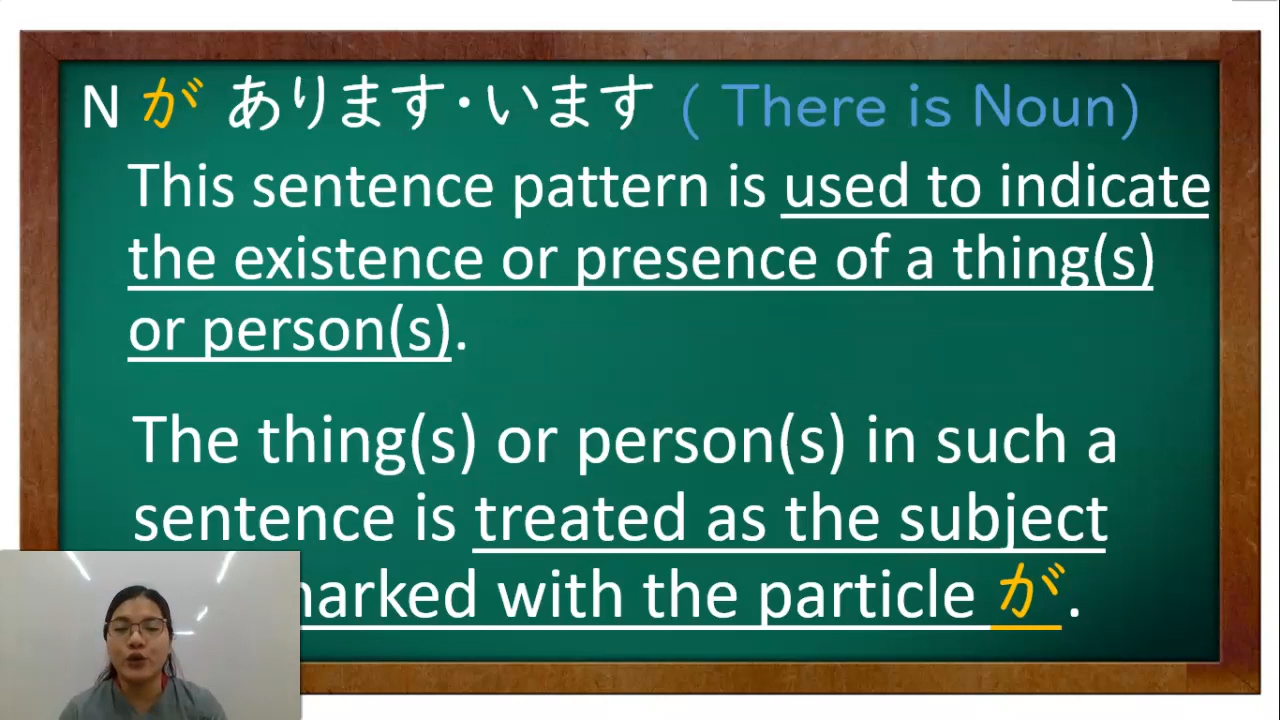 N が あります・います ( There is Noun)
This sentence pattern is used to indicate
the existence or presence of a thing(s)
or person(s).
The thing(s) or person(s) in such a
sentence is treated as the subject
with the particle が.